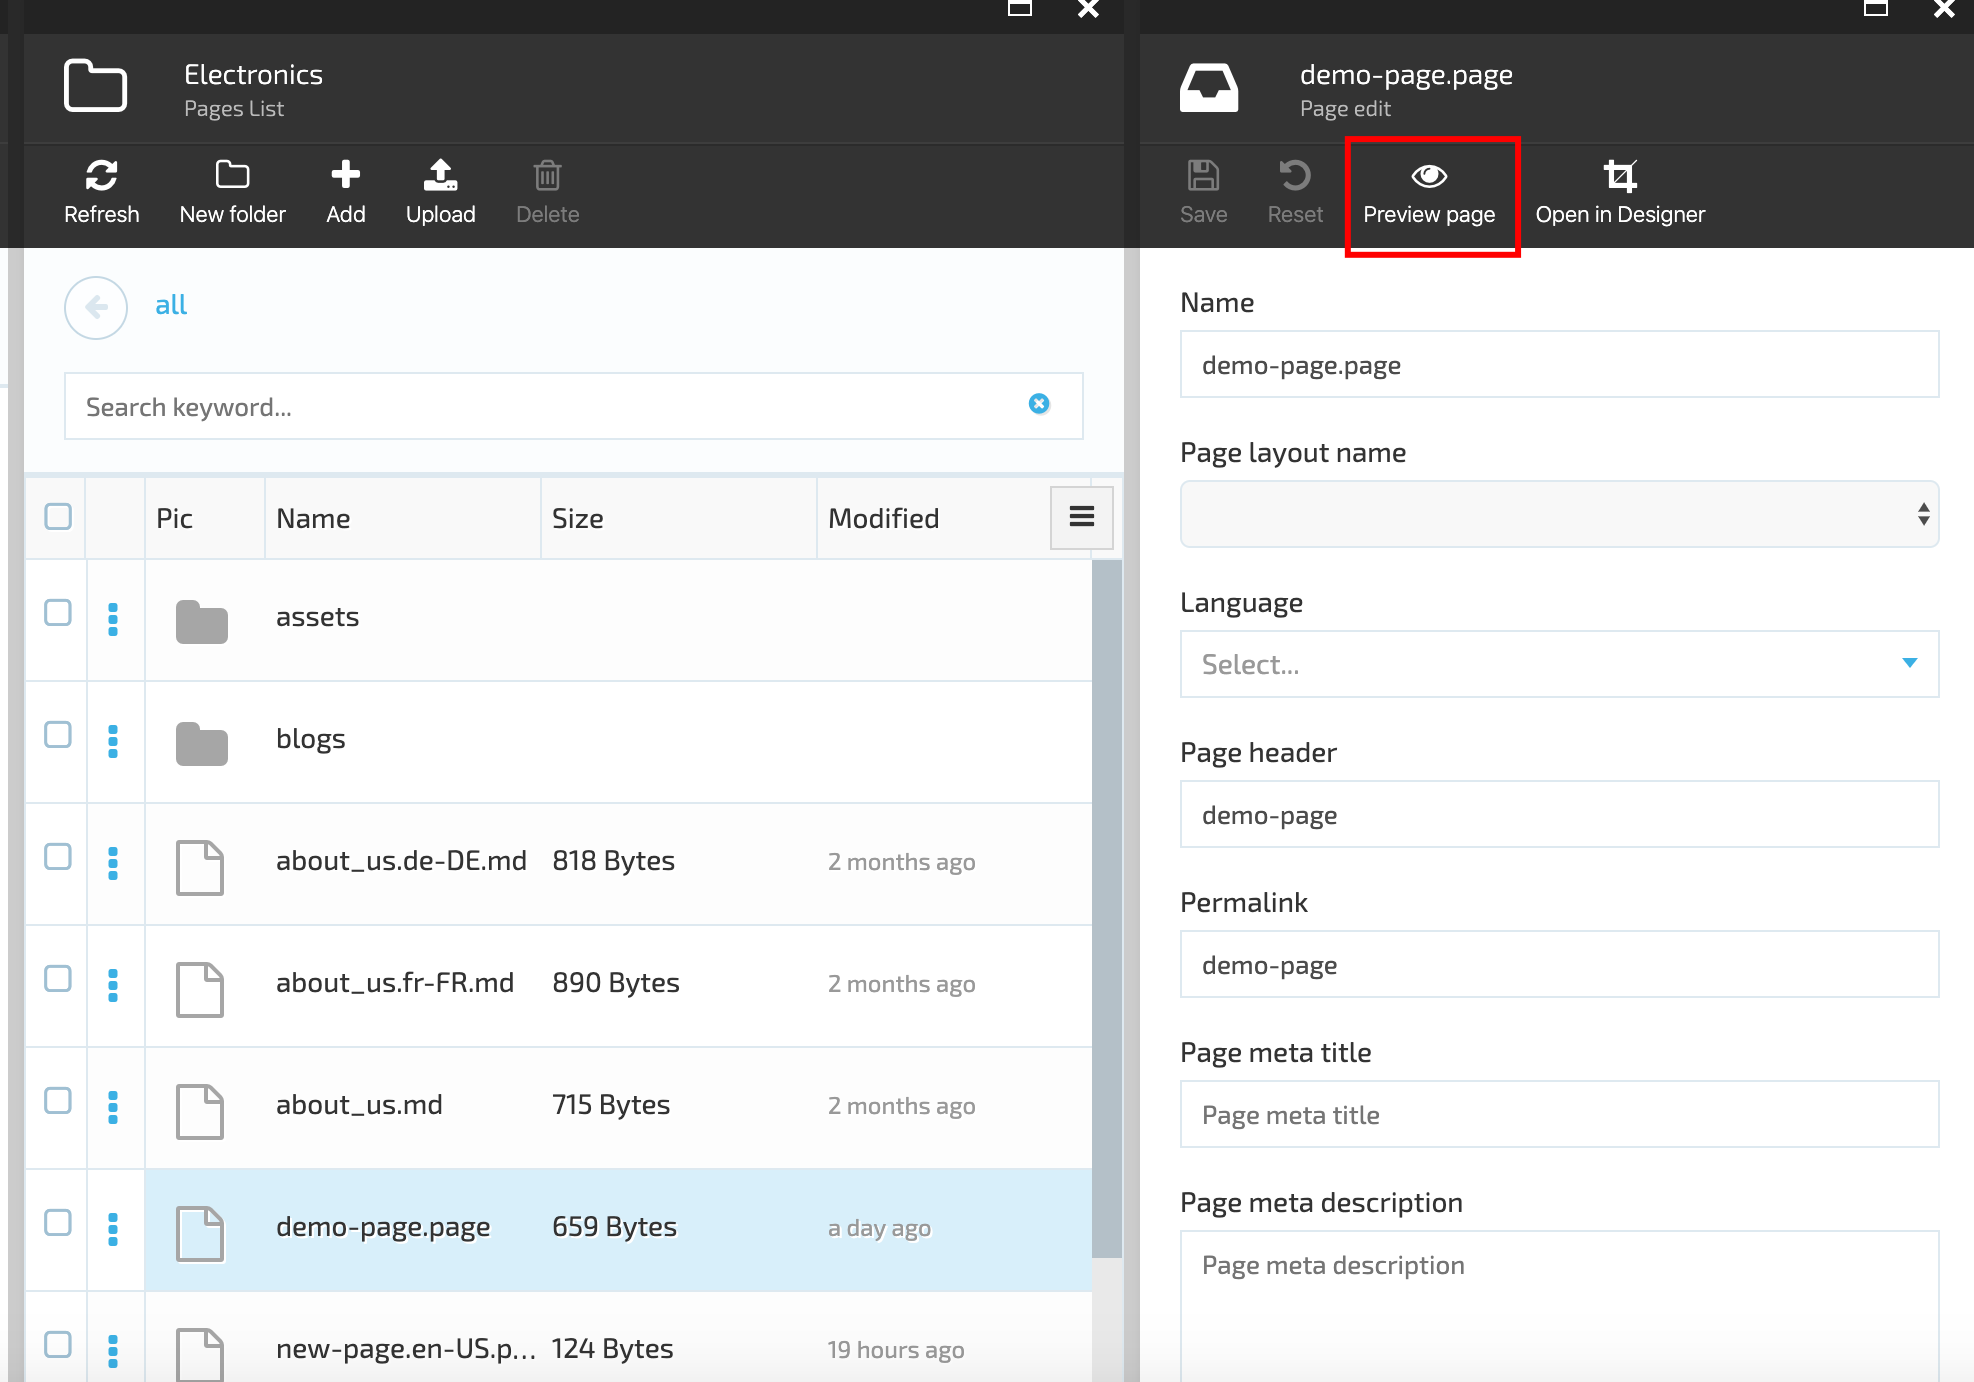 Electronics
Pages List
Refresh
New folder
Add
Upload
Delete
all
Search keyword...
Pic Name Size Modified
assets
blogs
about_us.de-DE.md 818 Bytes 2 months ago
about_us.fr-FR.md 890 Bytes 2 months ago
about_us.md 715 Bytes 2 months ago
demo-page.page 659 Bytes a day ago
new-page.en-US.p... 124 Bytes 19 hours ago
demo-page.page
Page edit
Save
Reset
Preview page
Open in Designer
Name
demo-page.page
Page layout name
Language
Select...
Page header
demo-page
Permalink
demo-page
Page meta title
Page meta title
Page meta description
Page meta description